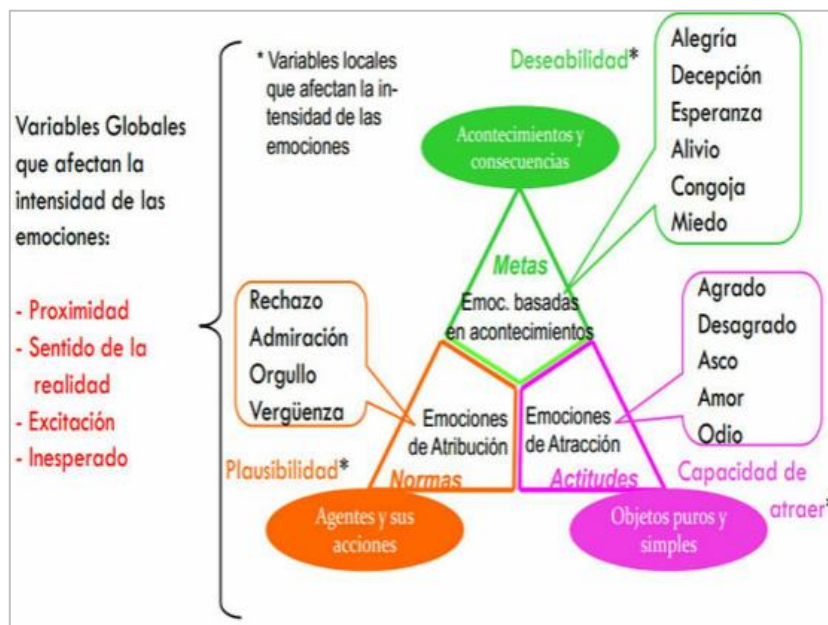 Variables Globales
que afectan la
intensidad de las
emociones:
- Proximidad
- Sentido de la
realidad
- Excitación
- Inesperado
* Variables locales
que afectan la in-
tensidad de las
emociones
Deseabilidad*
Acontecimientos y
consecuencias
Alegría
Decepción
Esperanza
Alivio
Congoja
Miedo
Metas
Emoc. basadas
en acontecimientos
Rechazo
Admiración
Orgullo
Vergüenza
Emociones
de Atribución
Normas
Plausibilidad*
Agentes y sus
acciones
Agrado
Desagrado
Asco
Amor
Odio
Emociones
de Atracción
Actitudes
Capacidad de
atraer*
Objetos puros y
simples